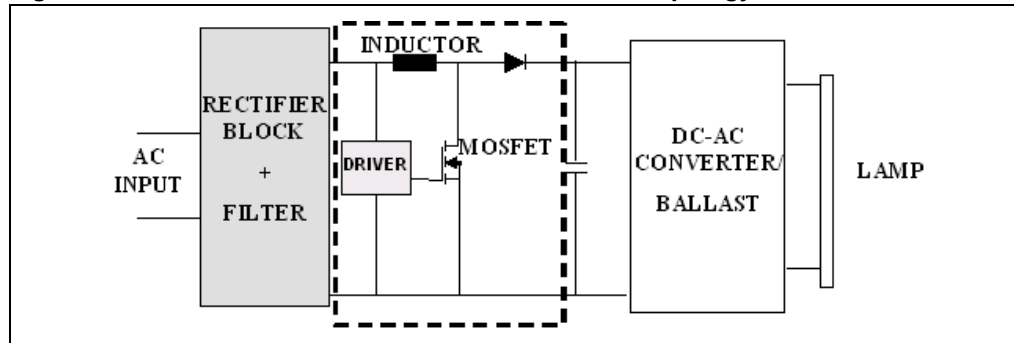 INDUCTOR
RECTIFIER
BLOCK
+
FILTER
AC
INPUT
DRIVER
MOSFET
DC-AC
CONVERTER/
BALLAST
LAMP